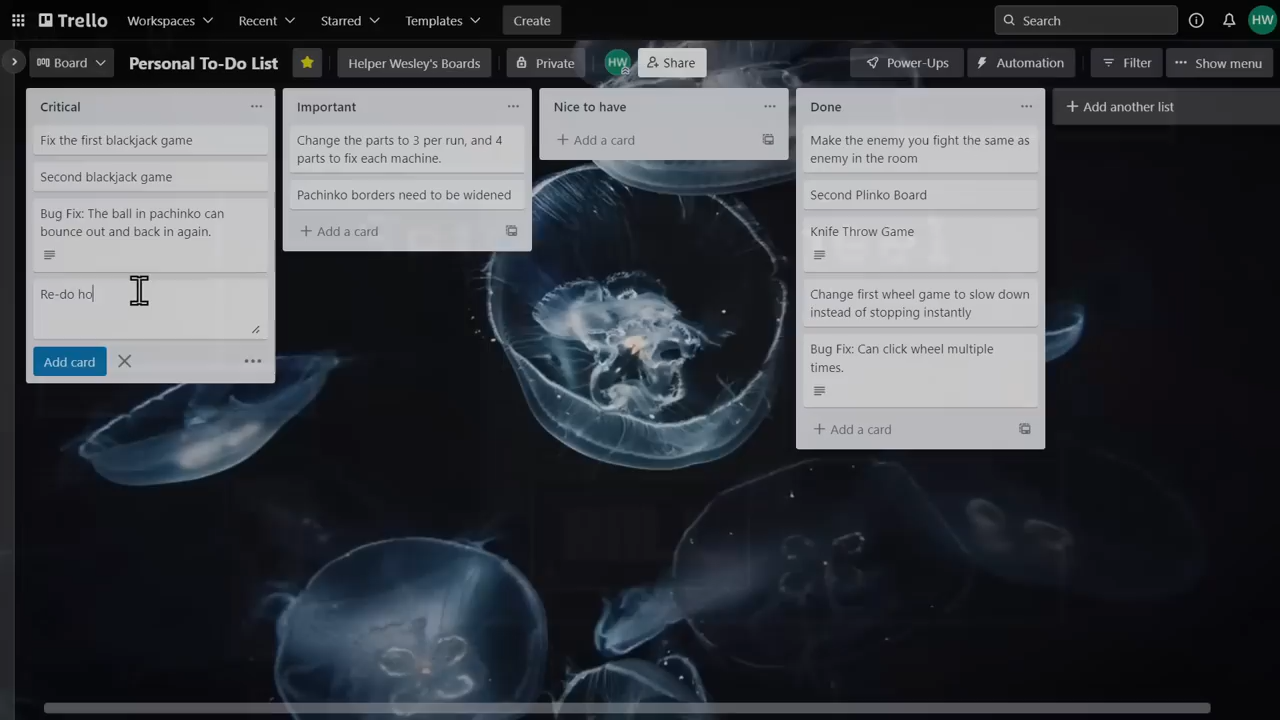 Trello
Workspaces
Recent
Starred
Templates
Create
Search
HW
Board
Personal To-Do List
Helper Wesley's Boards
Private
HW
Share
Power-Ups
Automation
Filter
Show menu
Critical
Fix the first blackjack game
Second blackjack game
Bug Fix: The ball in pachinko can
bounce out and back in again.
Re-do ho
Add card
Important
Change the parts to 3 per run, and 4
parts to fix each machine.
Pachinko borders need to be widened
Add a card
Nice to have
Add a card
Done
Make the enemy you fight the same as
enemy in the room
Second Plinko Board
Knife Throw Game
Change first wheel game to slow down
instead of stopping instantly
Bug Fix: Can click wheel multiple
times.
Add a card
Add another list